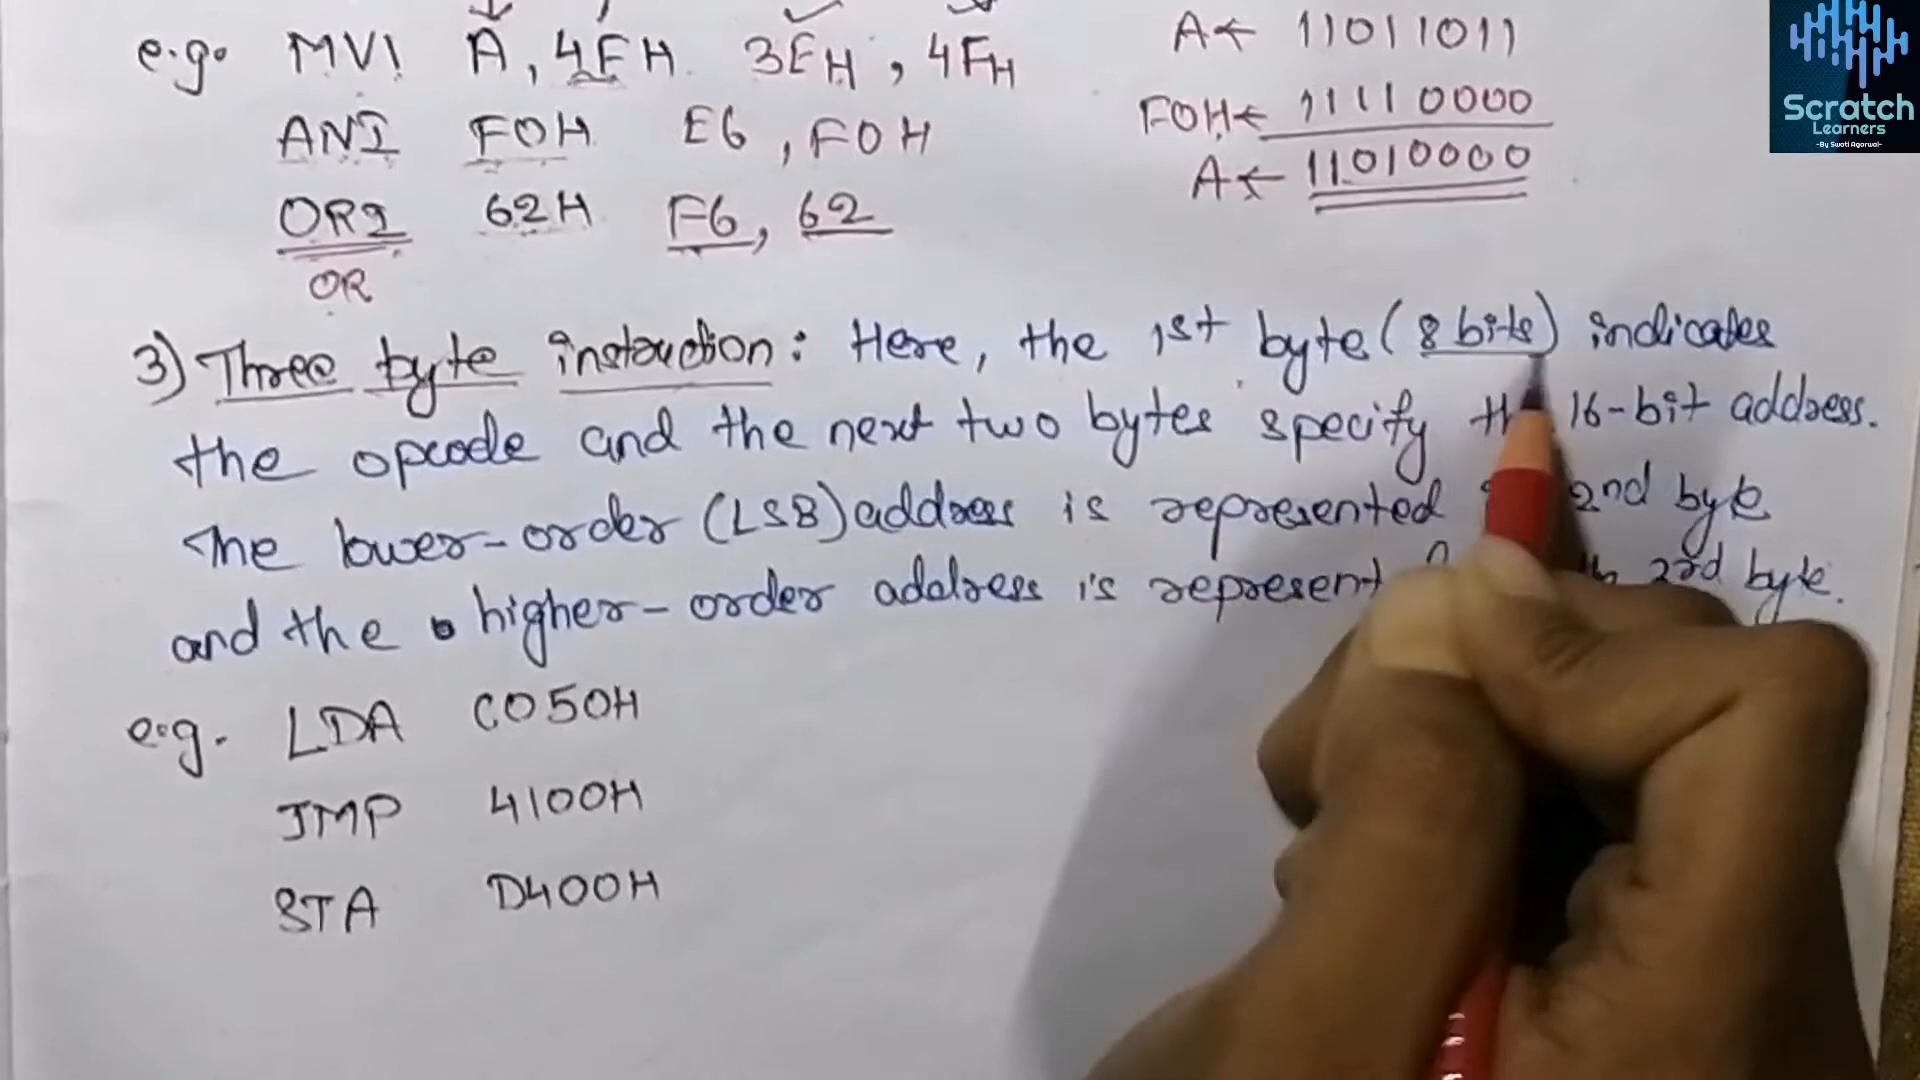 e.g. MVI A, 4FH 3EH, 4FH
ANI F0H E6, F0H
ORI 62H F6, 62
OR
A← 11011011
F0H← 11110000
A← 11010000
Scratch
Learners
-By Swati Agarwal-
3) Three byte instruction: Here, the 1st byte (8 bits) indicates
the opcode and the next two bytes specify 16-bit address.
The lower-order (LSB) address is represented 2nd byte
and the higher-order address is represent 3rd byte.
e.g. LDA C050H
JMP 4100H
STA D400H